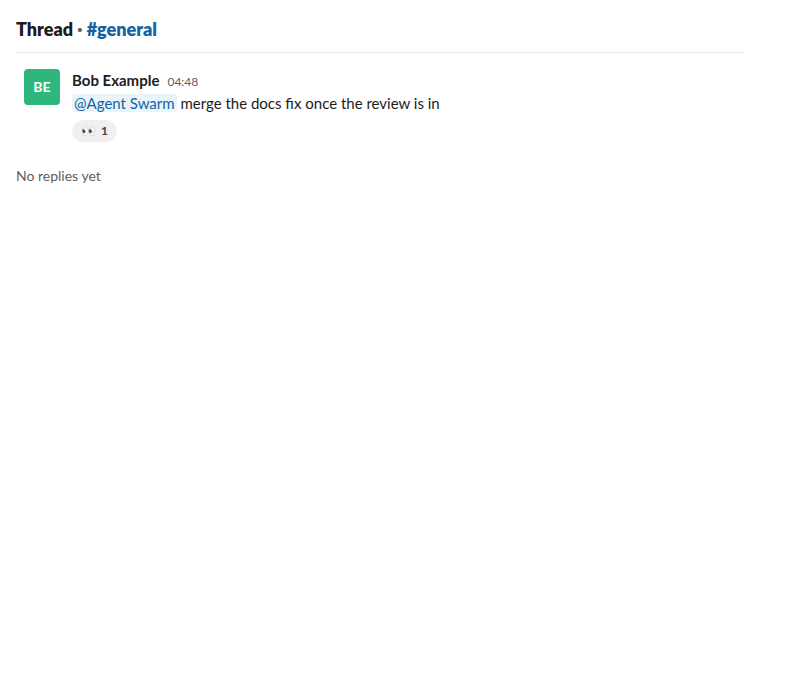 Thread • #general
BE
Bob Example 04:48
@Agent Swarm merge the docs fix once the review is in
👀 1
No replies yet